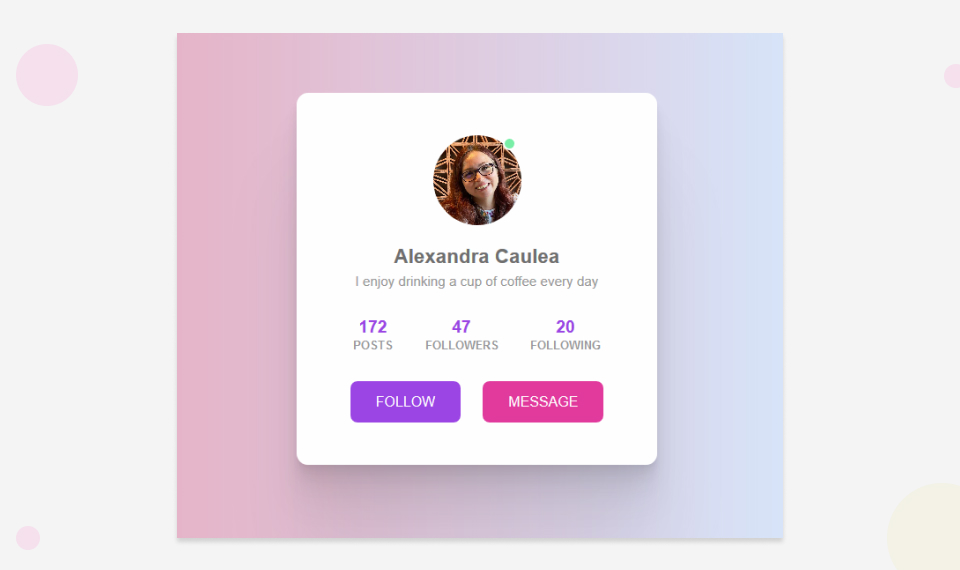 Alexandra Caulea
I enjoy drinking a cup of coffee every day
172 47 20
POSTS FOLLOWERS FOLLOWING
FOLLOW MESSAGE